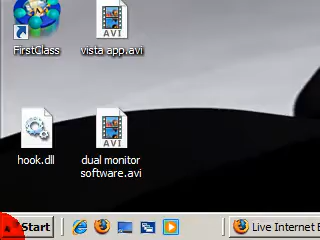 FirstClass
vista app.avi
AVI
hook.dll
AVI
dual monitor
software.avi
Start
Live Internet E